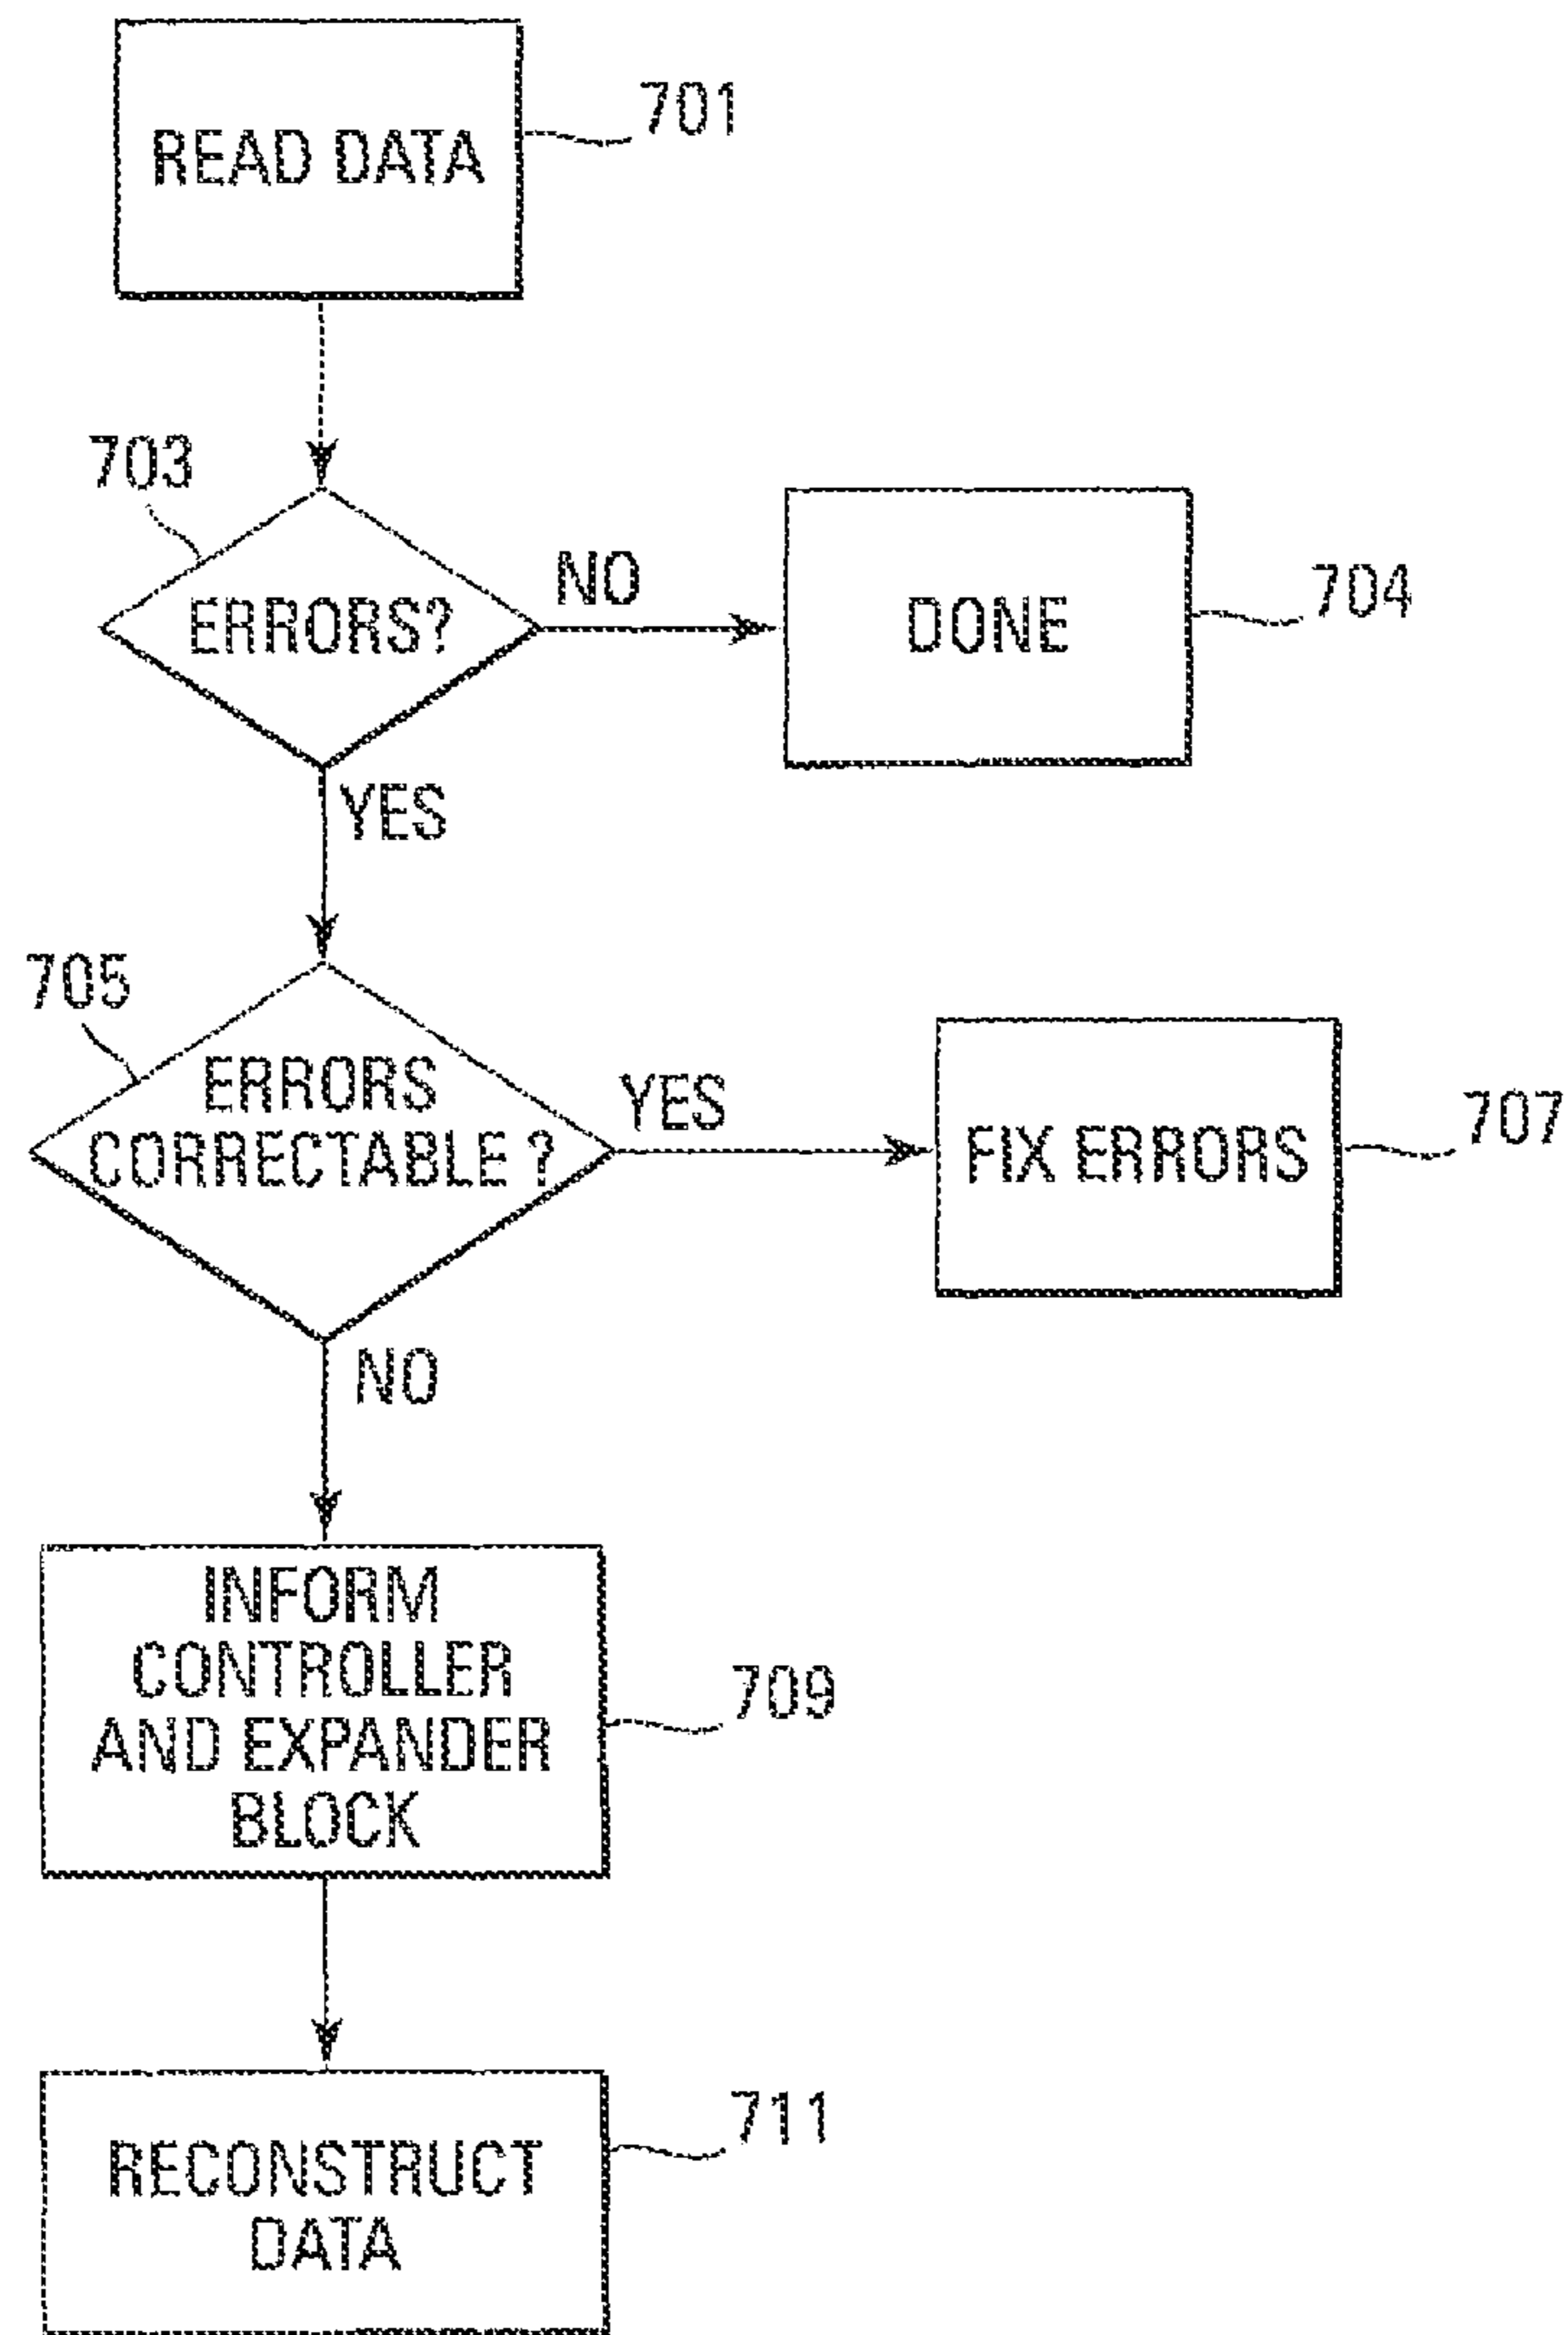 READ DATA
701
703
ERRORS?
NO
DONE
704
YES
705
ERRORS
CORRECTABLE ?
YES
FIX ERRORS
707
NO
INFORM
CONTROLLER
AND EXPANDER
BLOCK
709
RECONSTRUCT
DATA
711